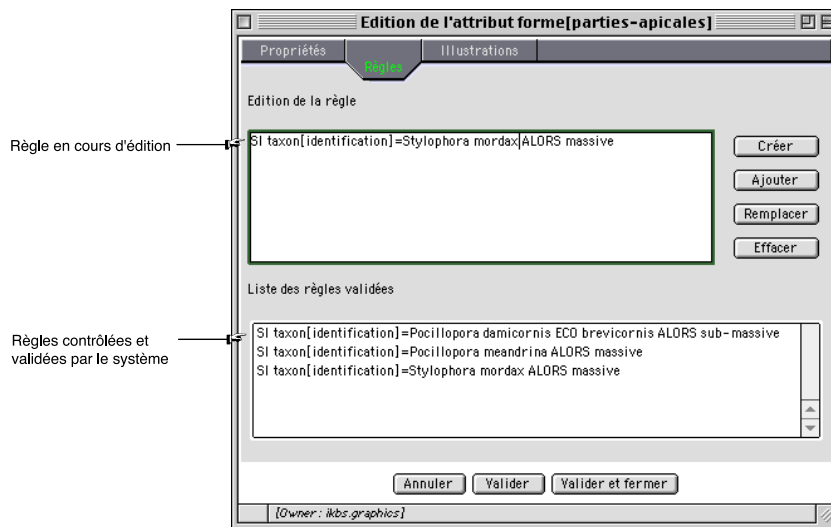 Edition de l'attribut forme[parties-apicales]
Propriétés
Règles
Illustrations
Edition de la règle
Règle en cours d'édition
SI taxon[identification]=Stylophora mordax ALORS massive
Créer
Ajouter
Remplacer
Effacer
Liste des règles validées
Règles contrôlées et
validées par le système
SI taxon[identification]=Pocillopora damicornis ECO brevicornis ALORS sub-massive
SI taxon[identification]=Pocillopora meandrina ALORS massive
SI taxon[identification]=Stylophora mordax ALORS massive
Annuler
Valider
Valider et fermer
[Owner : ikbs.graphics]